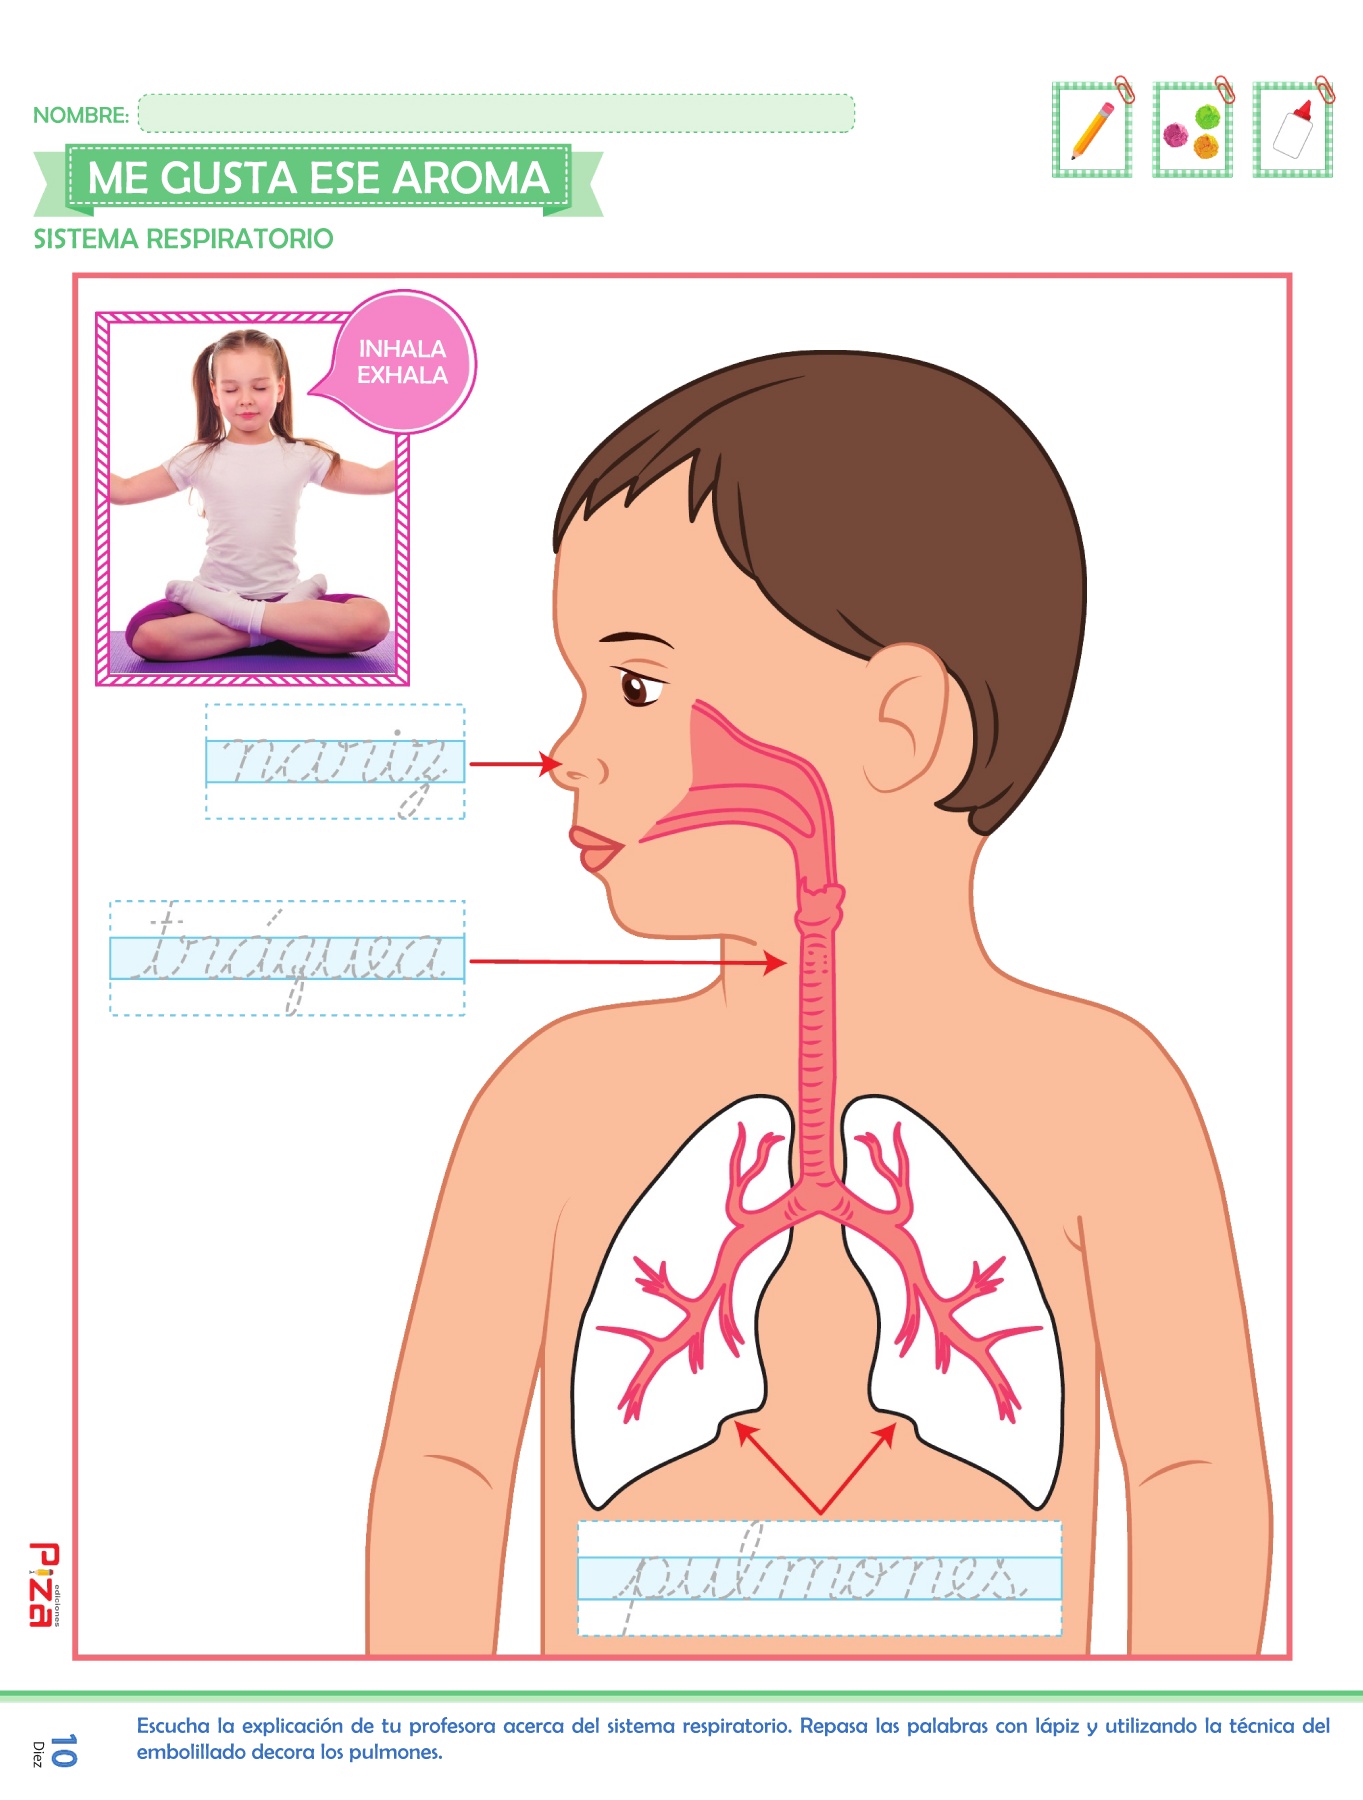 NOMBRE:
ME GUSTA ESE AROMA
SISTEMA RESPIRATORIO
INHALA
EXHALA
nariz
tráquea
pulmones
Piza
ediciones
10
Diez
Escucha la explicación de tu profesora acerca del sistema respiratorio. Repasa las palabras con lápiz y utilizando la técnica del
embolillado decora los pulmones.